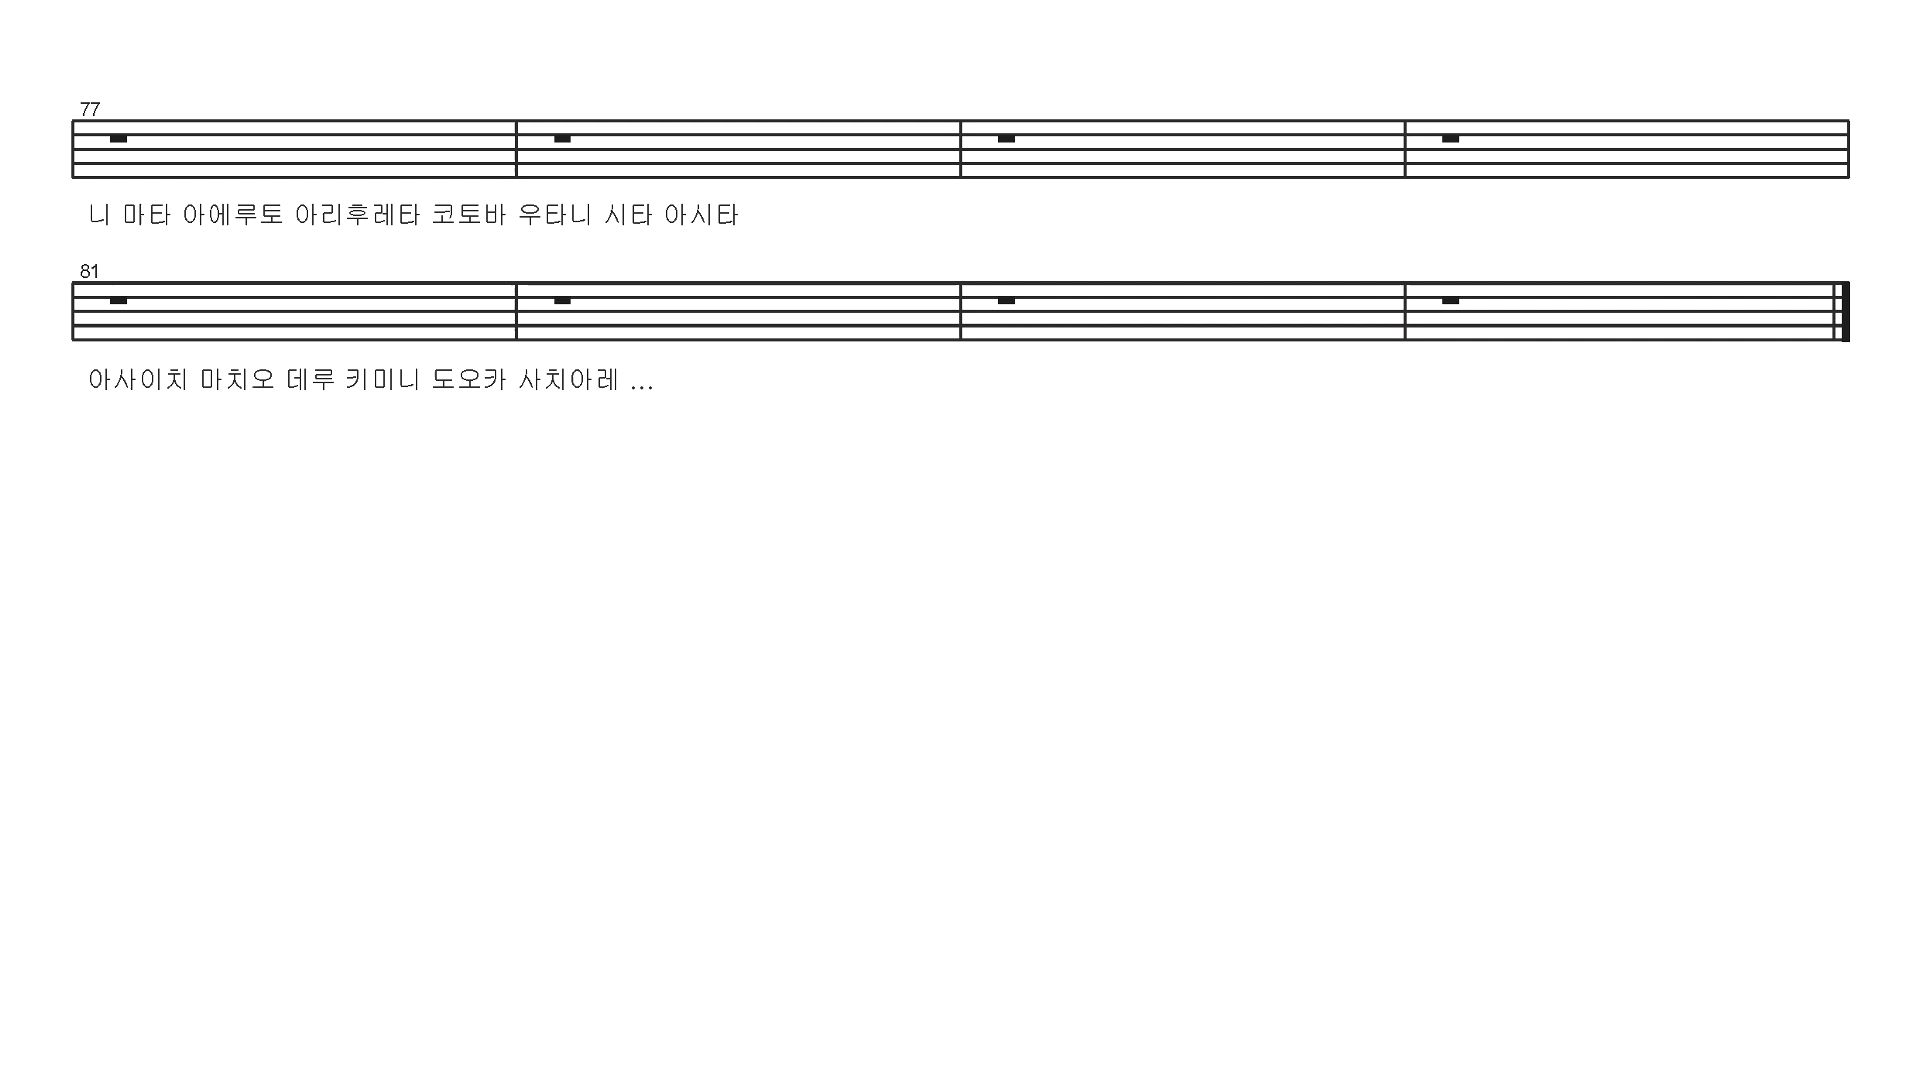 77
니 마타 아에루토 아리후레타 코토바 우타니 시타 아시타
81
아사이치 마치오 데루 키미니 도오카 사치아레 ...